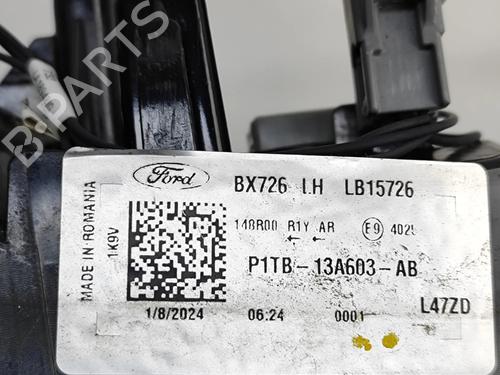 B-PARTS
Ford
BX726 LH LB15726
148R00 R1Y AR E9 402
P1TB-13A603-AB
L47ZD
1/8/2024 06:24 0001
MADE IN ROMANIA
1K9V